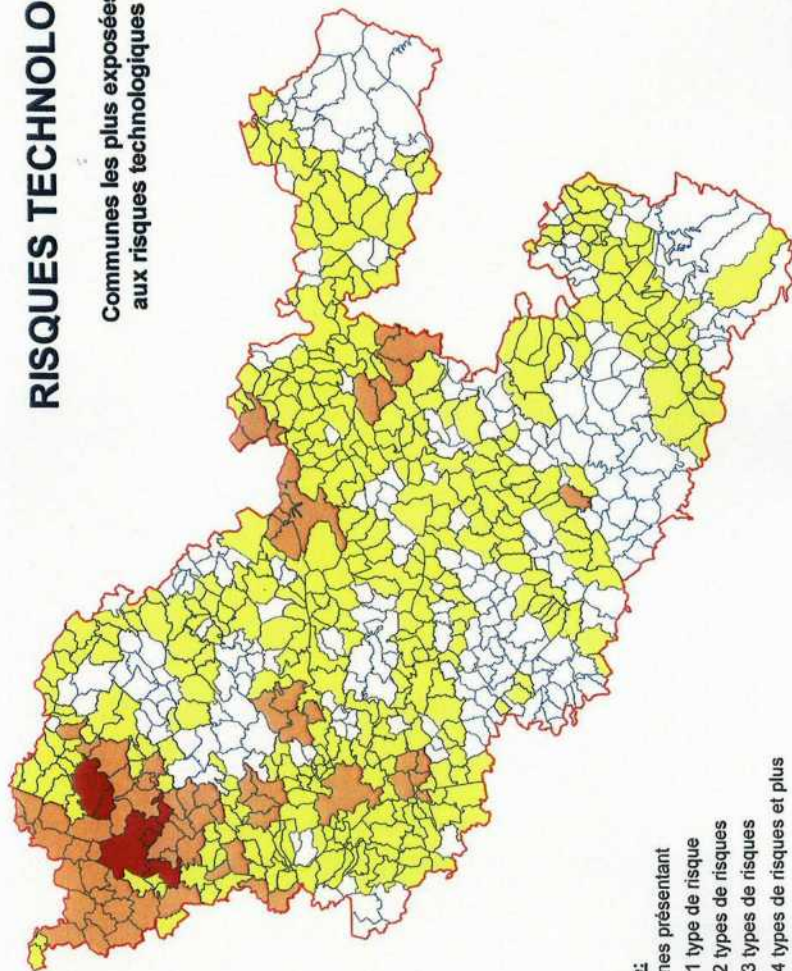 RISQUES TECHNOLO
Communes les plus exposées
aux risques technologiques
nes présentant
1 type de risque
2 types de risques
3 types de risques
4 types de risques et plus